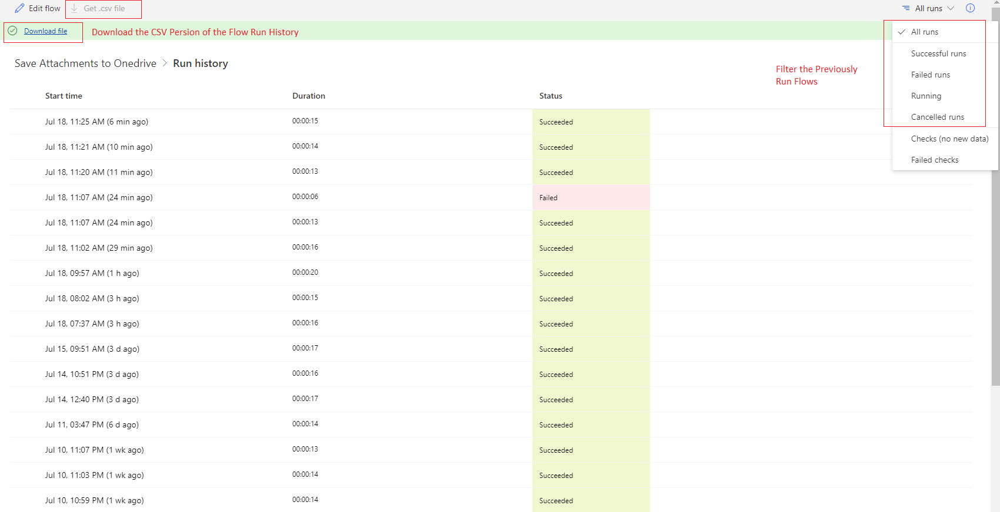 Edit flow
Get .csv file
All runs
Download file
Download the CSV Persion of the Flow Run History
All runs
Successful runs
Failed runs
Running
Cancelled runs
Checks (no new data)
Failed checks
Save Attachments to Onedrive > Run history
Filter the Previously
Run Flows
Start time Duration Status
Jul 18, 11:25 AM (6 min ago) 00:00:15 Succeeded
Jul 18, 11:21 AM (10 min ago) 00:00:14 Succeeded
Jul 18, 11:20 AM (11 min ago) 00:00:13 Succeeded
Jul 18, 11:07 AM (24 min ago) 00:00:06 Failed
Jul 18, 11:07 AM (24 min ago) 00:00:13 Succeeded
Jul 18, 11:02 AM (29 min ago) 00:00:16 Succeeded
Jul 18, 09:57 AM (1 h ago) 00:00:20 Succeeded
Jul 18, 08:02 AM (3 h ago) 00:00:15 Succeeded
Jul 18, 07:37 AM (3 h ago) 00:00:16 Succeeded
Jul 15, 09:51 AM (3 d ago) 00:00:17 Succeeded
Jul 14, 10:51 PM (3 d ago) 00:00:16 Succeeded
Jul 14, 12:40 PM (3 d ago) 00:00:17 Succeeded
Jul 11, 03:47 PM (6 d ago) 00:00:14 Succeeded
Jul 10, 11:07 PM (1 wk ago) 00:00:13 Succeeded
Jul 10, 11:03 PM (1 wk ago) 00:00:14 Succeeded
Jul 10, 10:59 PM (1 wk ago) 00:00:14 Succeeded